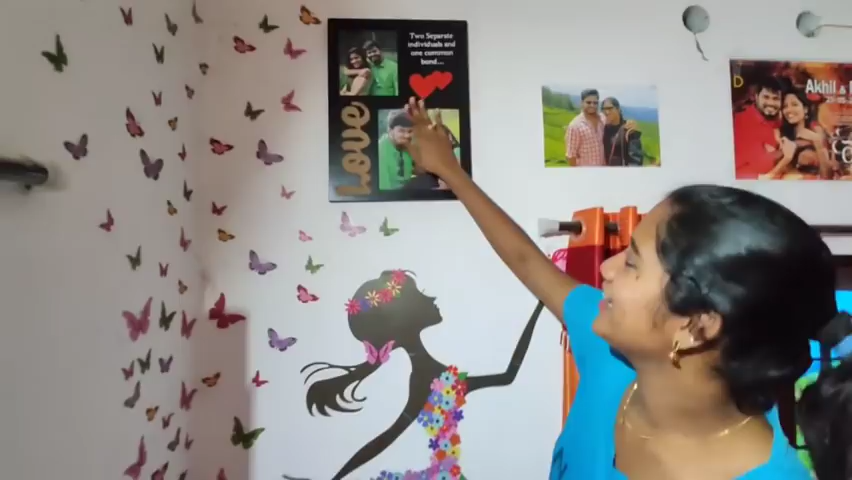 Two Separate
individuals and
one common
bond...
Love
Akhil &